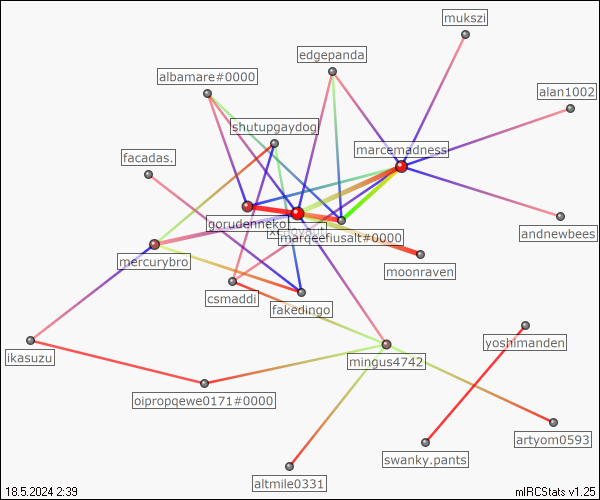 mukszi
edgepanda
albamare#0000
alan1002
shutupgaydog
marcemadness
facadas.
gorudenneko
marqeefiusalt#0000
andnewbees
mercurybro
moonraven
csmaddi
fakedingo
ikasuzu
mingus4742
yoshimanden
oipropqewe0171#0000
artyom0593
swanky.pants
altmile0331
18.5.2024 2:39
mIRCStats v1.25